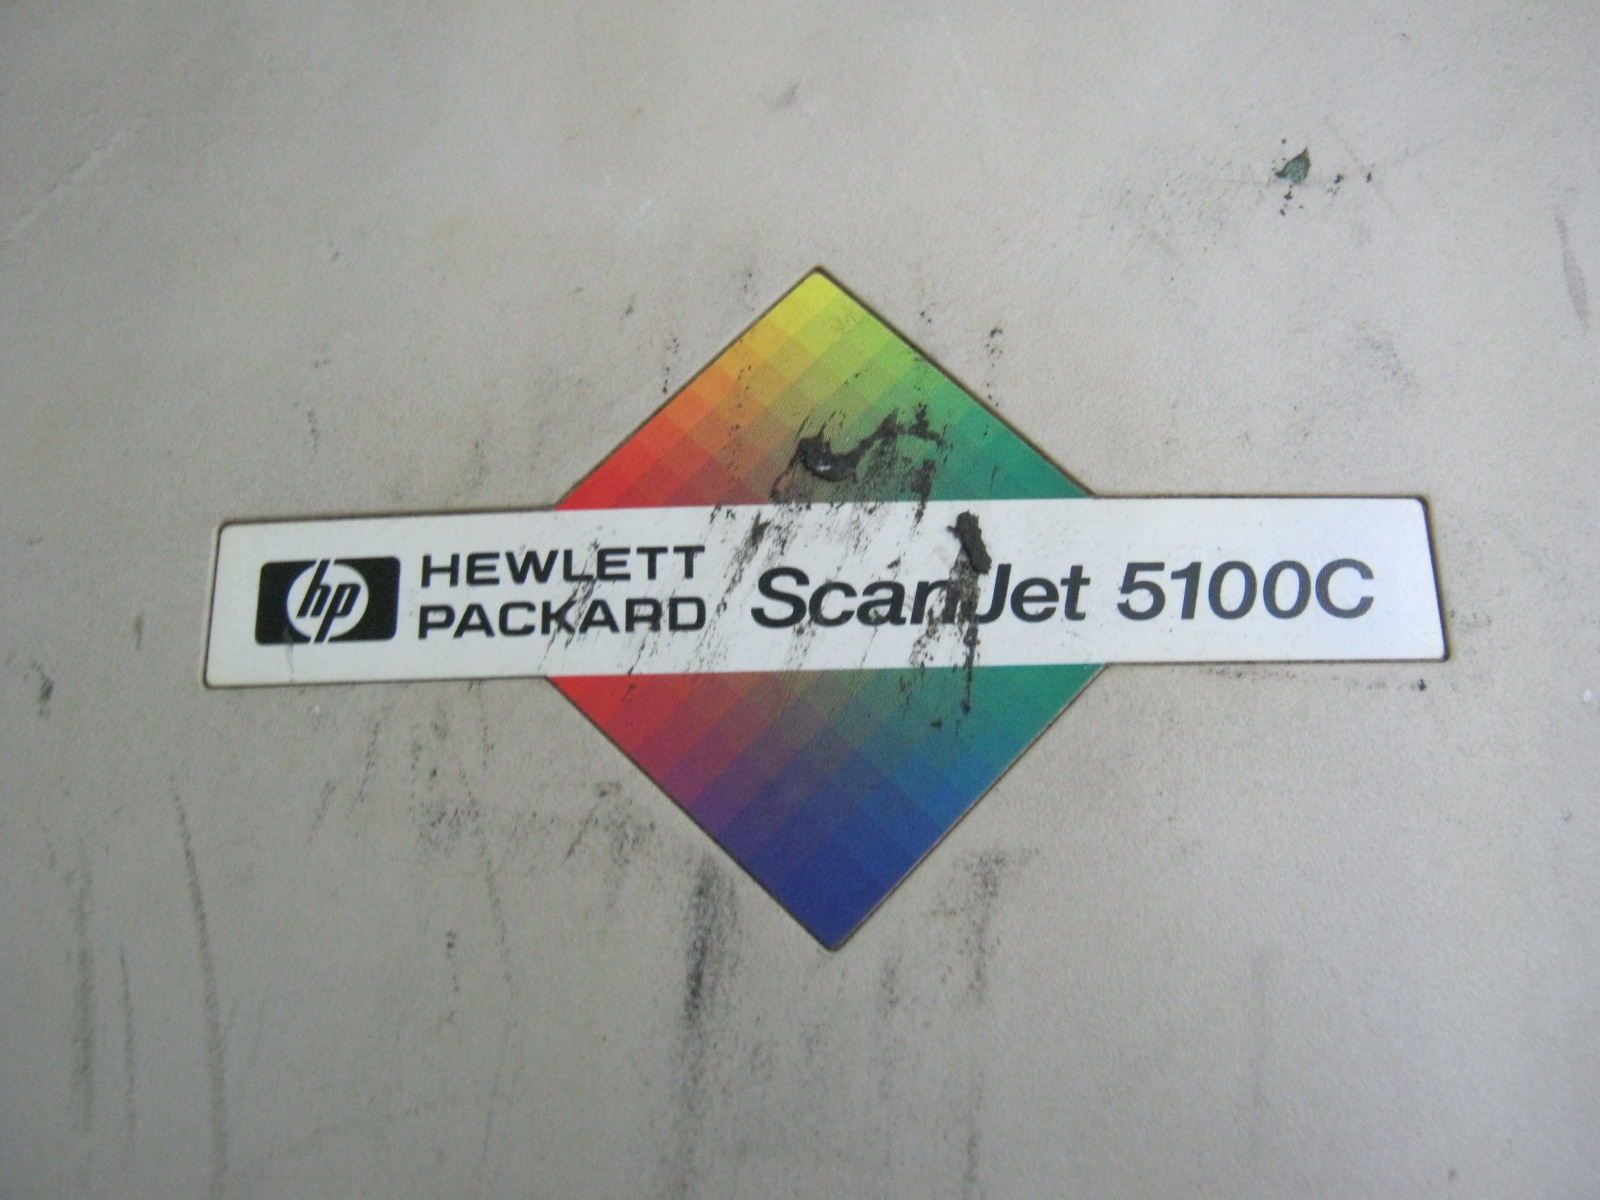 hp HEWLETT
PACKARD
ScanJet 5100C